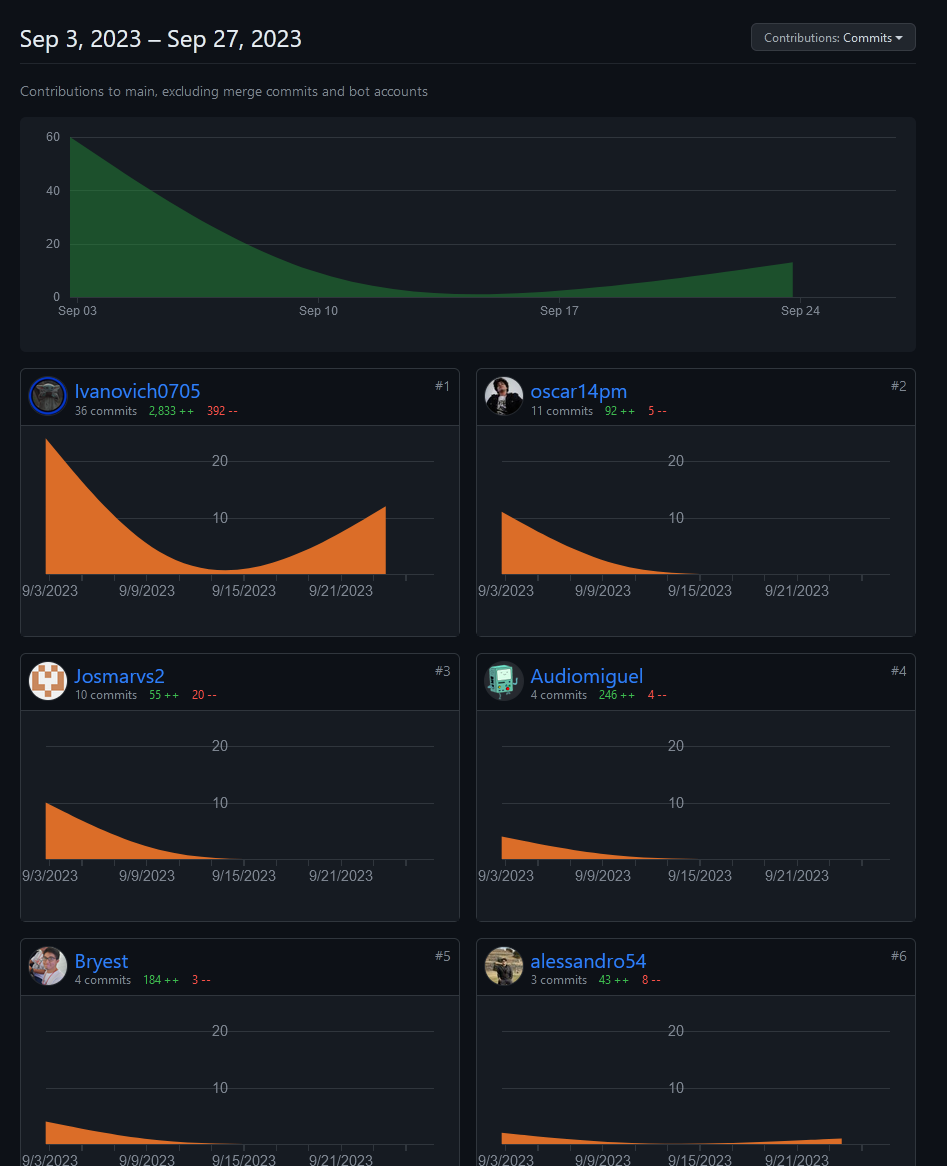 Sep 3, 2023 – Sep 27, 2023
Contributions: Commits
Contributions to main, excluding merge commits and bot accounts
60
40
20
0
Sep 03 Sep 10 Sep 17 Sep 24
Ivanovich0705 #1
36 commits 2,833 ++ 392 --
20
10
9/3/2023 9/9/2023 9/15/2023 9/21/2023
oscar14pm #2
11 commits 92 ++ 5 --
20
10
9/3/2023 9/9/2023 9/15/2023 9/21/2023
Josmarvs2 #3
10 commits 55 ++ 20 --
20
10
9/3/2023 9/9/2023 9/15/2023 9/21/2023
Audiomiguel #4
4 commits 246 ++ 4 --
20
10
9/3/2023 9/9/2023 9/15/2023 9/21/2023
Bryest #5
4 commits 184 ++ 3 --
20
10
9/3/2023 9/9/2023 9/15/2023 9/21/2023
alessandro54 #6
3 commits 43 ++ 8 --
20
10
9/3/2023 9/9/2023 9/15/2023 9/21/2023